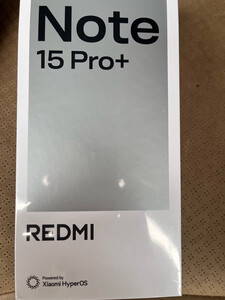 Note
15 Pro+
REDMI
Powered by
Xiaomi HyperOS